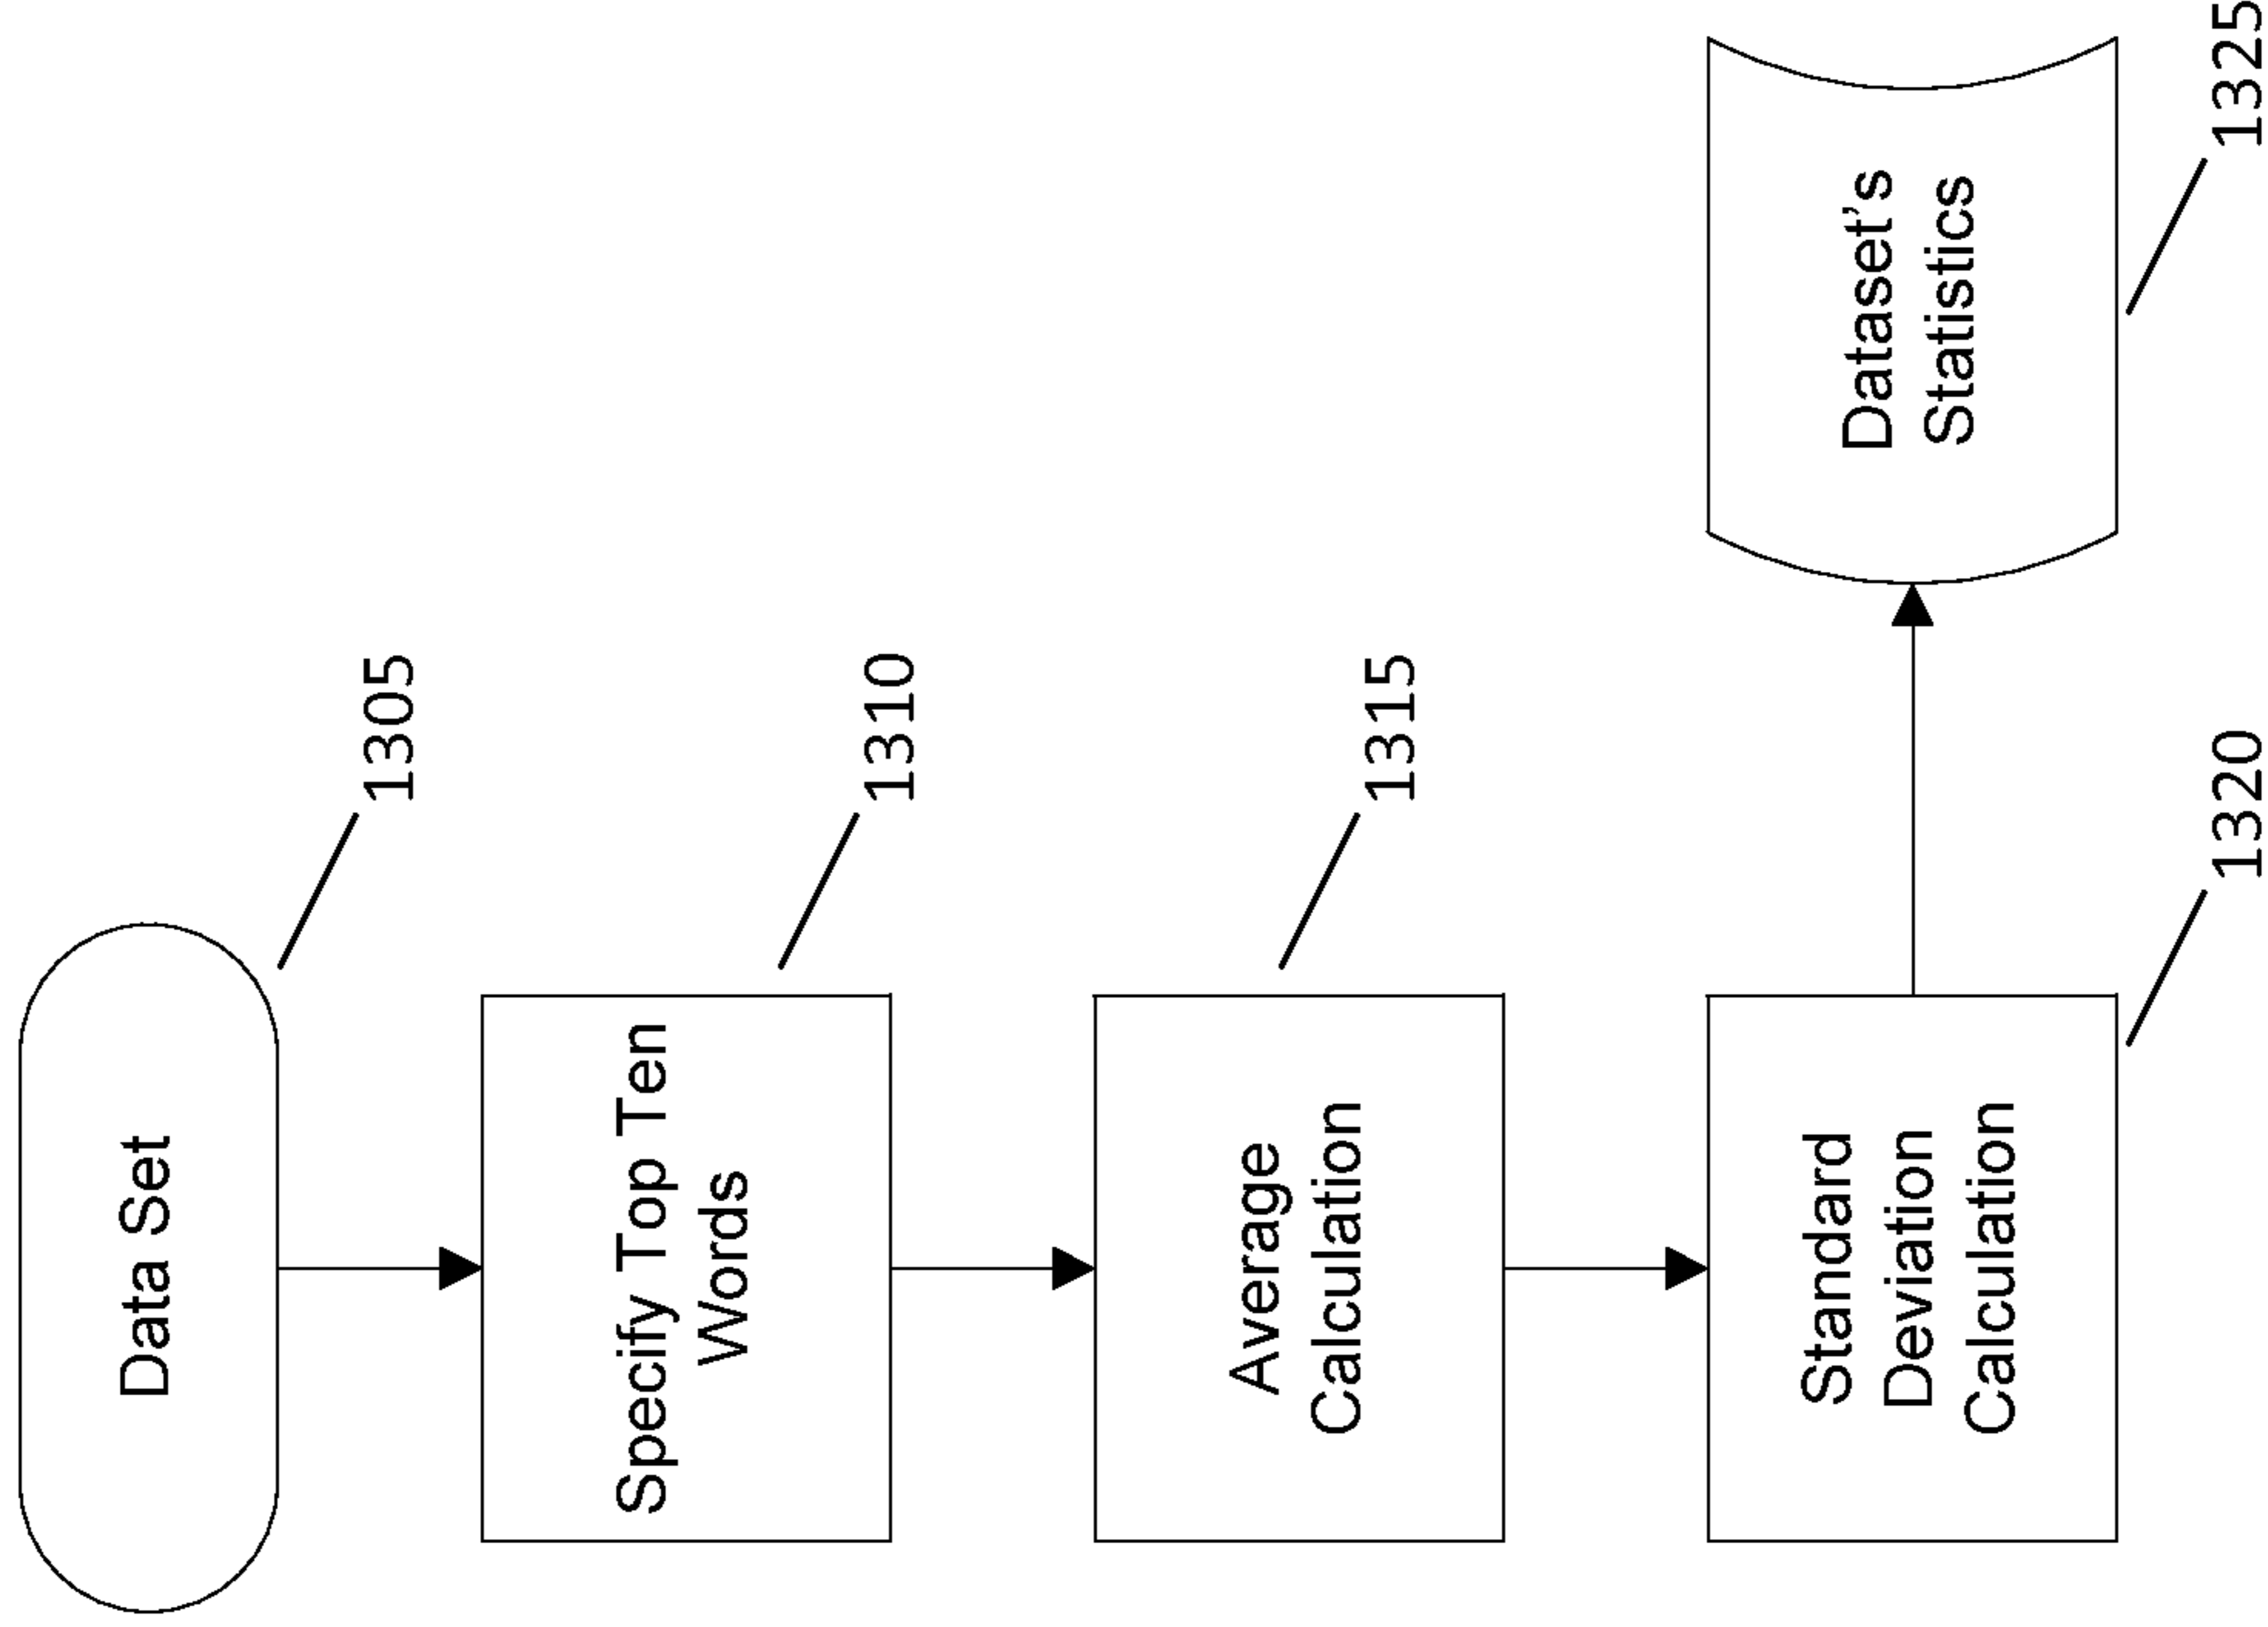 Data Set
1305
Specify Top Ten
Words
1310
Average
Calculation
1315
Standard
Deviation
Calculation
1320
Dataset's
Statistics
1325